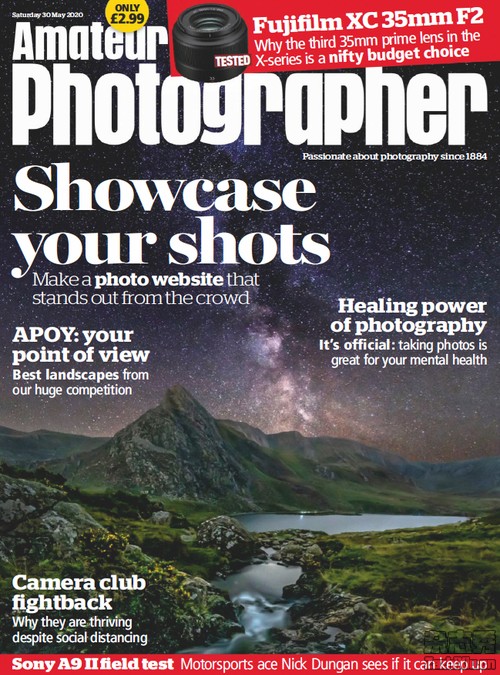 Saturday 30 May 2020
ONLY
£2.99
Amateur
Photographer
TESTED
Fujifilm XC 35mm F2
Why the third 35mm prime lens in the
X-series is a nifty budget choice
Passionate about photography since 1884
Showcase
your shots
Make a photo website that
stands out from the crowd
Healing power
of photography
It's official: taking photos is
great for your mental health
APOY: your
point of view
Best landscapes from
our huge competition
Camera club
fightback
Why they are thriving
despite social distancing
Sony A9 II field test Motorsports ace Nick Dungan sees if it can keep up